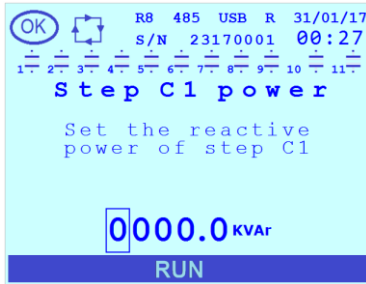 OK
R8 485 USB R 31/01/17
S/N 23170001 00:27
1 2 3 4 5 6 7 8 9 10 11
Step C1 power
Set the reactive
power of step C1
0000.0 KVAr
RUN